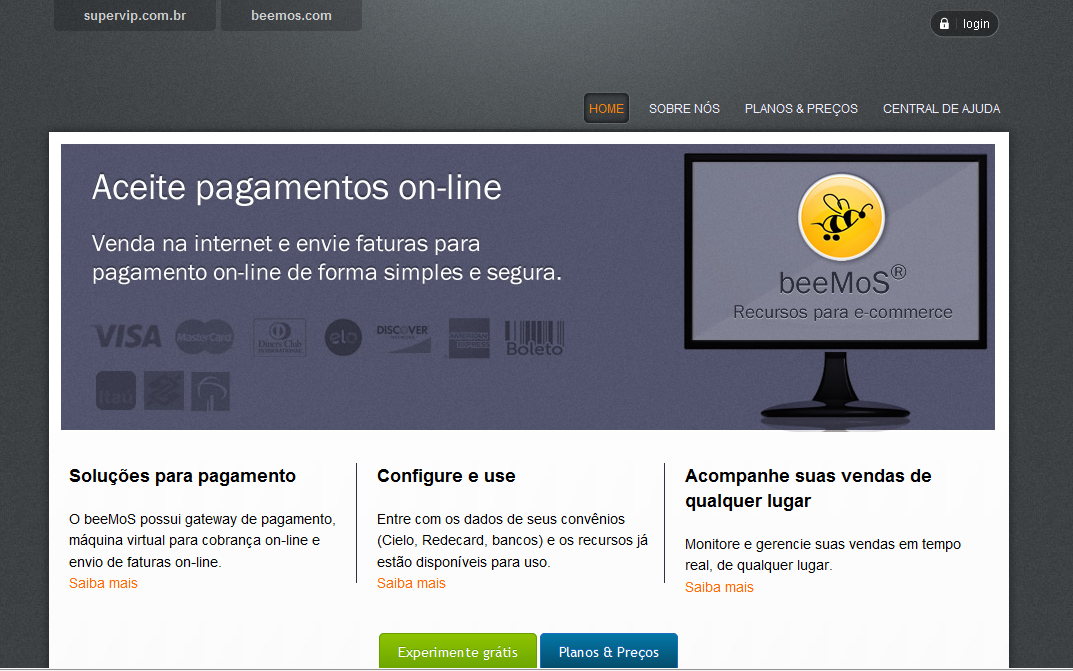 supervip.com.br
beemos.com
login
HOME
SOBRE NÓS
PLANOS & PREÇOS
CENTRAL DE AJUDA
Aceite pagamentos on-line
Venda na internet e envie faturas para
pagamento on-line de forma simples e segura.
VISA
MasterCard
Diners Club
INTERNATIONAL
elo
DISCOVER
NETWORK
AMERICAN
EXPRESS
Boleto
Itaú
beeMoS®
Recursos para e-commerce
Soluções para pagamento
O beeMoS possui gateway de pagamento,
máquina virtual para cobrança on-line e
envio de faturas on-line.
Saiba mais
Configure e use
Entre com os dados de seus convênios
(Cielo, Redecard, bancos) e os recursos já
estão disponíveis para uso.
Saiba mais
Acompanhe suas vendas de
qualquer lugar
Monitore e gerencie suas vendas em tempo
real, de qualquer lugar.
Saiba mais
Experimente grátis
Planos & Preços